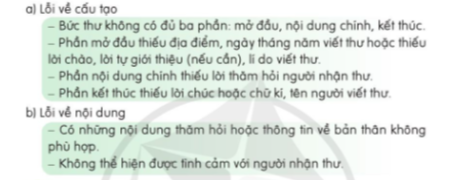 a) Lỗi về cấu tạo
– Bức thư không có đủ ba phần: mở đầu, nội dung chính, kết thúc.
– Phần mở đầu thiếu địa điểm, ngày tháng năm viết thư hoặc thiếu
lời chào, lời tự giới thiệu (nếu cần), lí do viết thư.
– Phần nội dung chính thiếu lời thăm hỏi người nhận thư.
– Phần kết thúc thiếu lời chúc hoặc chữ kí, tên người viết thư.
b) Lỗi về nội dung
– Có những nội dung thăm hỏi hoặc thông tin về bản thân không
phù hợp.
– Không thể hiện được tình cảm với người nhận thư.